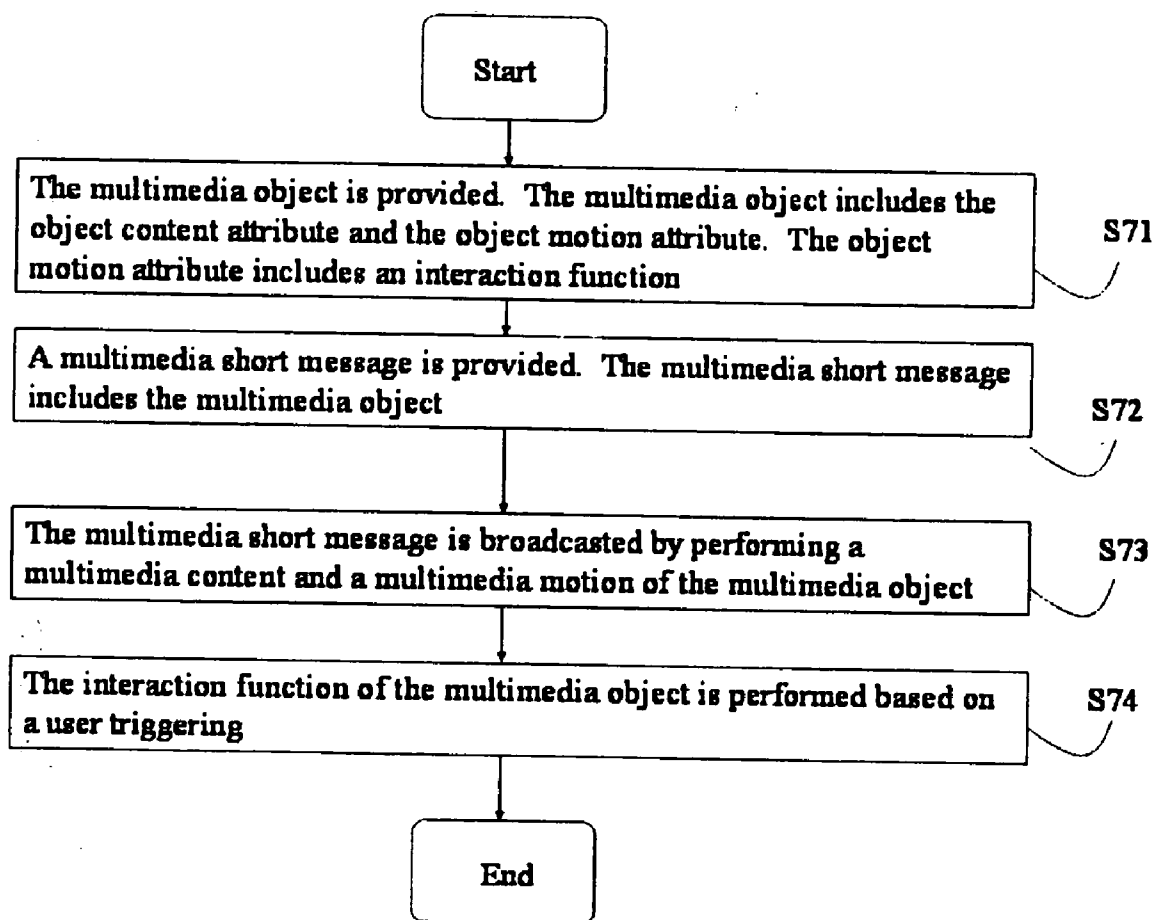 Start
The multimedia object is provided. The multimedia object includes the
object content attribute and the object motion attribute. The object
motion attribute includes an interaction function
S71
A multimedia short message is provided. The multimedia short message
includes the multimedia object
S72
The multimedia short message is broadcasted by performing a
multimedia content and a multimedia motion of the multimedia object
S73
The interaction function of the multimedia object is performed based on
a user triggering
S74
End